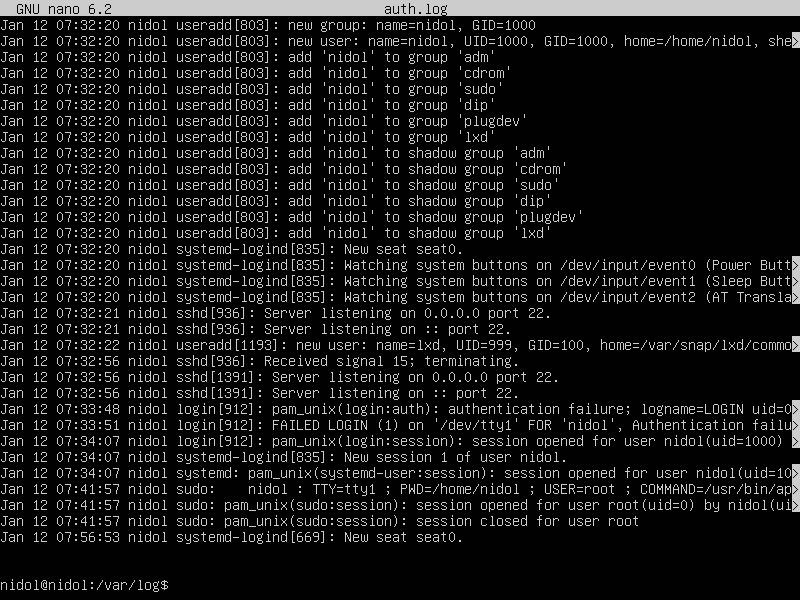 GNU nano 6.2 auth.log
Jan 12 07:32:20 nidol useradd[803]: new group: name=nidol, GID=1000
Jan 12 07:32:20 nidol useradd[803]: new user: name=nidol, UID=1000, GID=1000, home=/home/nidol, she>
Jan 12 07:32:20 nidol useradd[803]: add 'nidol' to group 'adm'
Jan 12 07:32:20 nidol useradd[803]: add 'nidol' to group 'cdrom'
Jan 12 07:32:20 nidol useradd[803]: add 'nidol' to group 'sudo'
Jan 12 07:32:20 nidol useradd[803]: add 'nidol' to group 'dip'
Jan 12 07:32:20 nidol useradd[803]: add 'nidol' to group 'plugdev'
Jan 12 07:32:20 nidol useradd[803]: add 'nidol' to group 'lxd'
Jan 12 07:32:20 nidol useradd[803]: add 'nidol' to shadow group 'adm'
Jan 12 07:32:20 nidol useradd[803]: add 'nidol' to shadow group 'cdrom'
Jan 12 07:32:20 nidol useradd[803]: add 'nidol' to shadow group 'sudo'
Jan 12 07:32:20 nidol useradd[803]: add 'nidol' to shadow group 'dip'
Jan 12 07:32:20 nidol useradd[803]: add 'nidol' to shadow group 'plugdev'
Jan 12 07:32:20 nidol useradd[803]: add 'nidol' to shadow group 'lxd'
Jan 12 07:32:20 nidol systemd-logind[835]: New seat seat0.
Jan 12 07:32:20 nidol systemd-logind[835]: Watching system buttons on /dev/input/event0 (Power Butt>
Jan 12 07:32:20 nidol systemd-logind[835]: Watching system buttons on /dev/input/event1 (Sleep Butt>
Jan 12 07:32:20 nidol systemd-logind[835]: Watching system buttons on /dev/input/event2 (AT Transla>
Jan 12 07:32:21 nidol sshd[936]: Server listening on 0.0.0.0 port 22.
Jan 12 07:32:21 nidol sshd[936]: Server listening on :: port 22.
Jan 12 07:32:22 nidol useradd[1193]: new user: name=lxd, UID=999, GID=100, home=/var/snap/lxd/commo>
Jan 12 07:32:56 nidol sshd[936]: Received signal 15; terminating.
Jan 12 07:32:56 nidol sshd[1391]: Server listening on 0.0.0.0 port 22.
Jan 12 07:32:56 nidol sshd[1391]: Server listening on :: port 22.
Jan 12 07:33:48 nidol login[912]: pam_unix(login:auth): authentication failure; logname=LOGIN uid=0>
Jan 12 07:33:51 nidol login[912]: FAILED LOGIN (1) on '/dev/tty1' FOR 'nidol', Authentication failu>
Jan 12 07:34:07 nidol login[912]: pam_unix(login:session): session opened for user nidol(uid=1000) >
Jan 12 07:34:07 nidol systemd-logind[835]: New session 1 of user nidol.
Jan 12 07:34:07 nidol systemd: pam_unix(systemd-user:session): session opened for user nidol(uid=10>
Jan 12 07:41:57 nidol sudo:    nidol : TTY=tty1 ; PWD=/home/nidol ; USER=root ; COMMAND=/usr/bin/ap>
Jan 12 07:41:57 nidol sudo: pam_unix(sudo:session): session opened for user root(uid=0) by nidol(ui>
Jan 12 07:41:57 nidol sudo: pam_unix(sudo:session): session closed for user root
Jan 12 07:56:53 nidol systemd-logind[669]: New seat seat0.
nidol@nidol:/var/log$